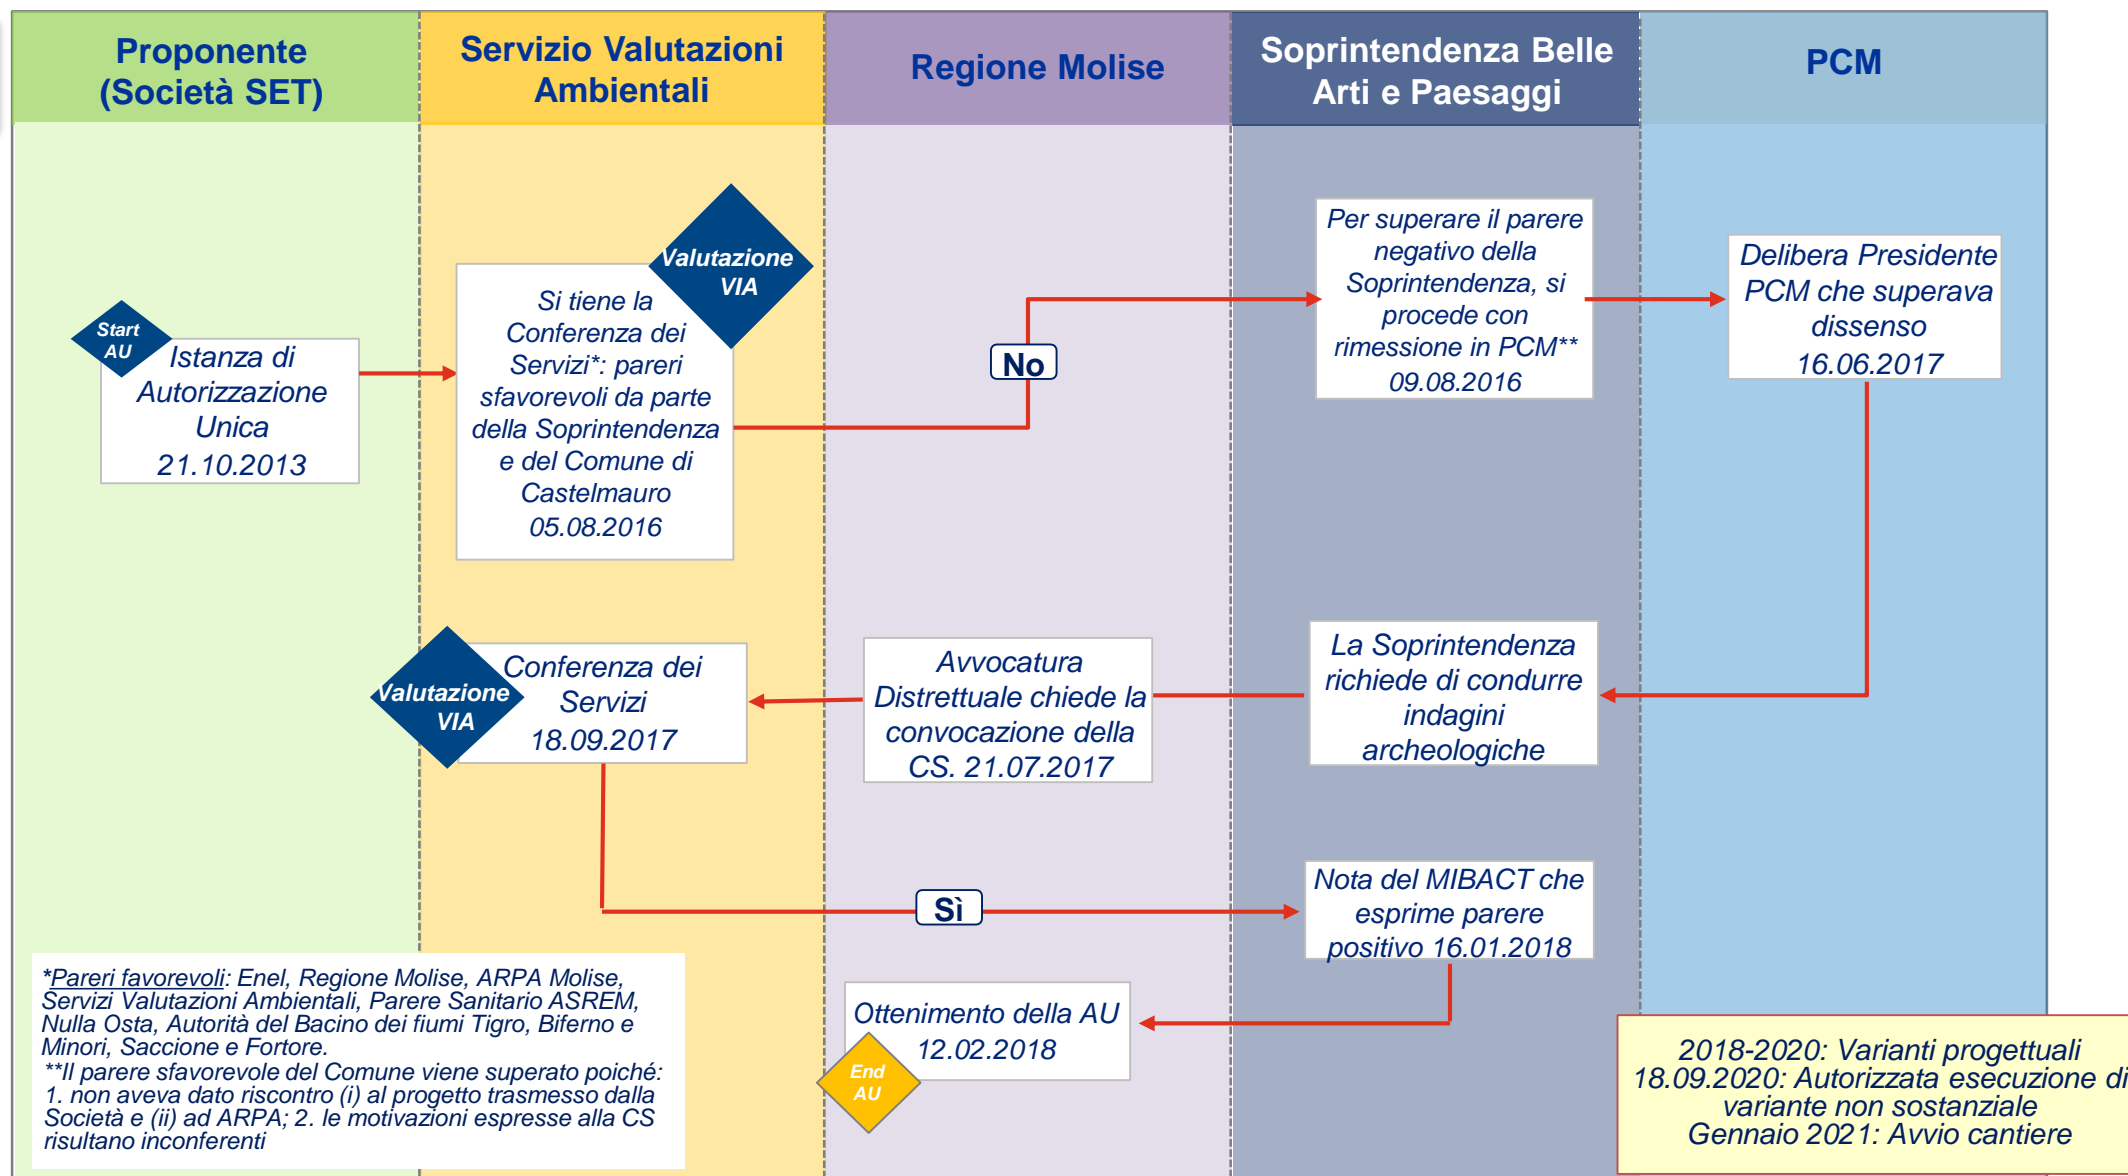 Proponente
(Società SET)
Servizio Valutazioni
Ambientali
Regione Molise
Soprintendenza Belle
Arti e Paesaggi
PCM
Start
AU
Istanza di
Autorizzazione
Unica
21.10.2013
Valutazione
VIA
Si tiene la
Conferenza dei
Servizi*: pareri
sfavorevoli da parte
della Soprintendenza
e del Comune di
Castelmauro
05.08.2016
No
Per superare il parere
negativo della
Soprintendenza, si
procede con
rimessione in PCM**
09.08.2016
Delibera Presidente
PCM che superava
dissenso
16.06.2017
Valutazione
VIA
Conferenza dei
Servizi
18.09.2017
Avvocatura
Distrettuale chiede la
convocazione della
CS. 21.07.2017
La Soprintendenza
richiede di condurre
indagini
archeologiche
Sì
Nota del MIBACT che
esprime parere
positivo 16.01.2018
Ottenimento della AU
12.02.2018
End
AU
*Pareri favorevoli: Enel, Regione Molise, ARPA Molise,
Servizi Valutazioni Ambientali, Parere Sanitario ASREM,
Nulla Osta, Autorità del Bacino dei fiumi Tigro, Biferno e
Minori, Saccione e Fortore.
**Il parere sfavorevole del Comune viene superato poiché:
1. non aveva dato riscontro (i) al progetto trasmesso dalla
Società e (ii) ad ARPA; 2. le motivazioni espresse alla CS
risultano inconferenti
2018-2020: Varianti progettuali
18.09.2020: Autorizzata esecuzione di
variante non sostanziale
Gennaio 2021: Avvio cantiere